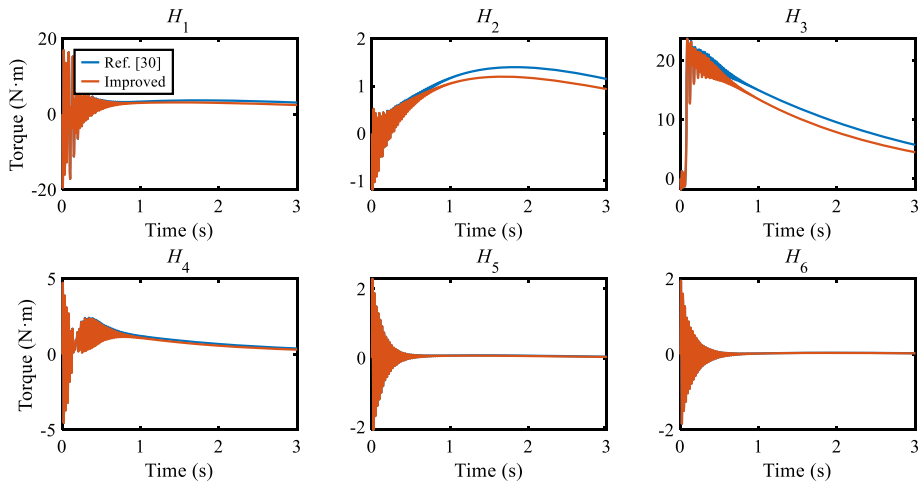 H1
H2
H3
Torque (N·m)
20
0
-20
Ref. [30]
Improved
0 1 2 3
Time (s)
2
1
0
-1
0 1 2 3
Time (s)
20
10
0
0 1 2 3
Time (s)
H4
H5
H6
Torque (N·m)
5
0
-5
0 1 2 3
Time (s)
2
0
-2
0 1 2 3
Time (s)
2
0
-2
0 1 2 3
Time (s)